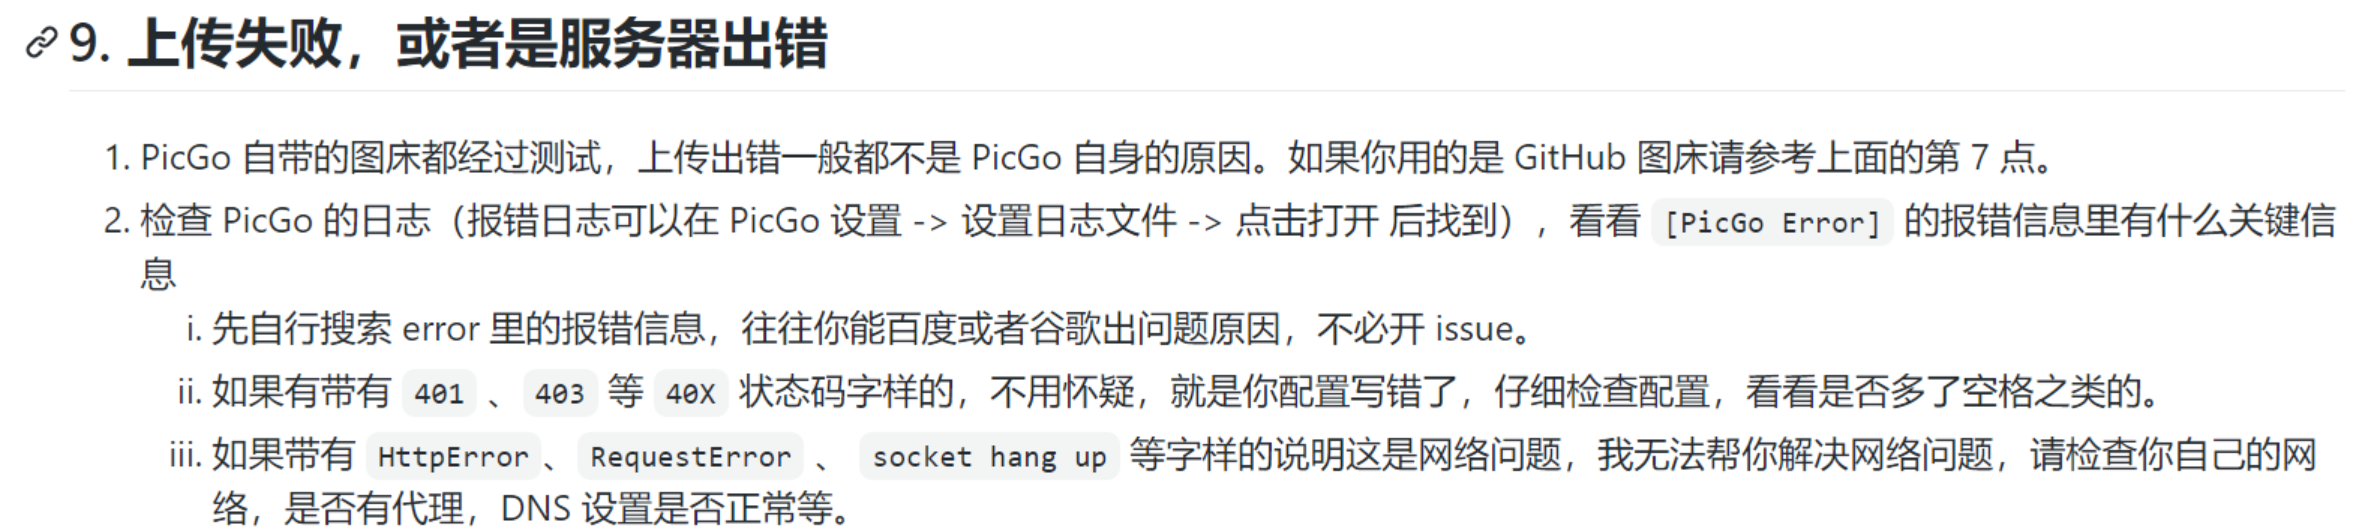 9. 上传失败，或者是服务器出错
1. PicGo 自带的图床都经过测试，上传出错一般都不是 PicGo 自身的原因。如果你用的是 GitHub 图床请参考上面的第 7 点。
2. 检查 PicGo 的日志（报错日志可以在 PicGo 设置 -> 设置日志文件 -> 点击打开 后找到），看看 [PicGo Error] 的报错信息里有什么关键信
息
i. 先自行搜索 error 里的报错信息，往往你能百度或者谷歌出问题原因，不必开 issue。
ii. 如果有带有 401 、 403 等 40X 状态码字样的，不用怀疑，就是你配置写错了，仔细检查配置，看看是否多了空格之类的。
iii. 如果带有 HttpError 、 RequestError 、 socket hang up 等字样的说明这是网络问题，我无法帮你解决网络问题，请检查你自己的网
络，是否有代理，DNS 设置是否正常等。